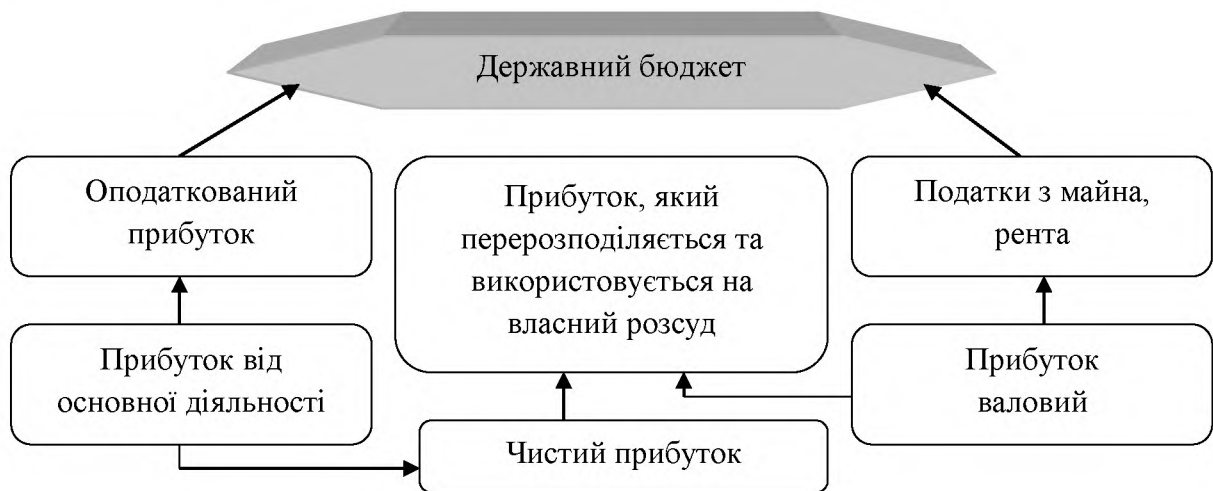 Державний бюджет
Оподаткований
прибуток
Прибуток, який
перерозподіляється та
використовується на
власний розсуд
Податки з майна,
рента
Прибуток від
основної діяльності
Прибуток
валовий
Чистий прибуток